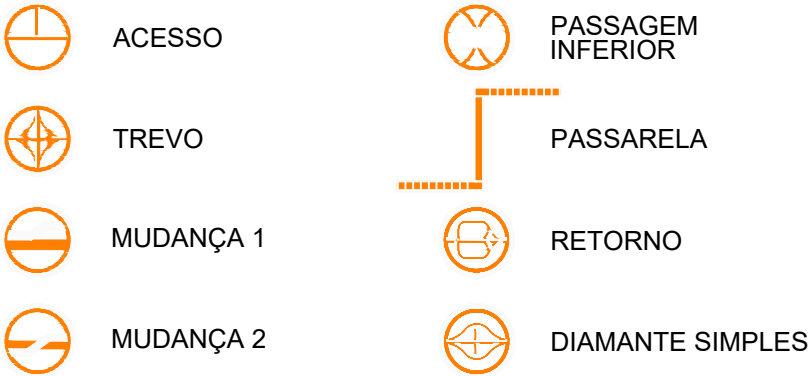 ACESSO
PASSAGEM
INFERIOR
TREVO
PASSARELA
MUDANÇA 1
RETORNO
MUDANÇA 2
DIAMANTE SIMPLES